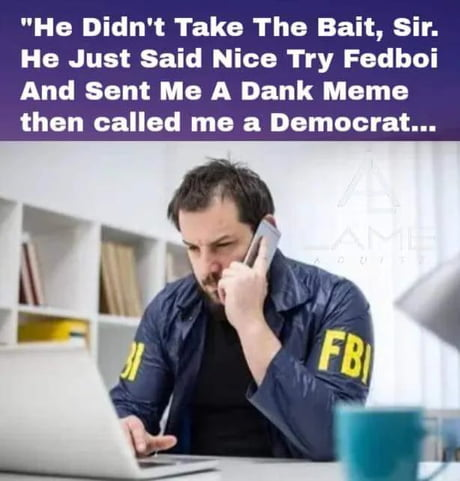 "He Didn't Take The Bait, Sir.
He Just Said Nice Try Fedboi
And Sent Me A Dank Meme
then called me a Democrat...
LAME
FBI